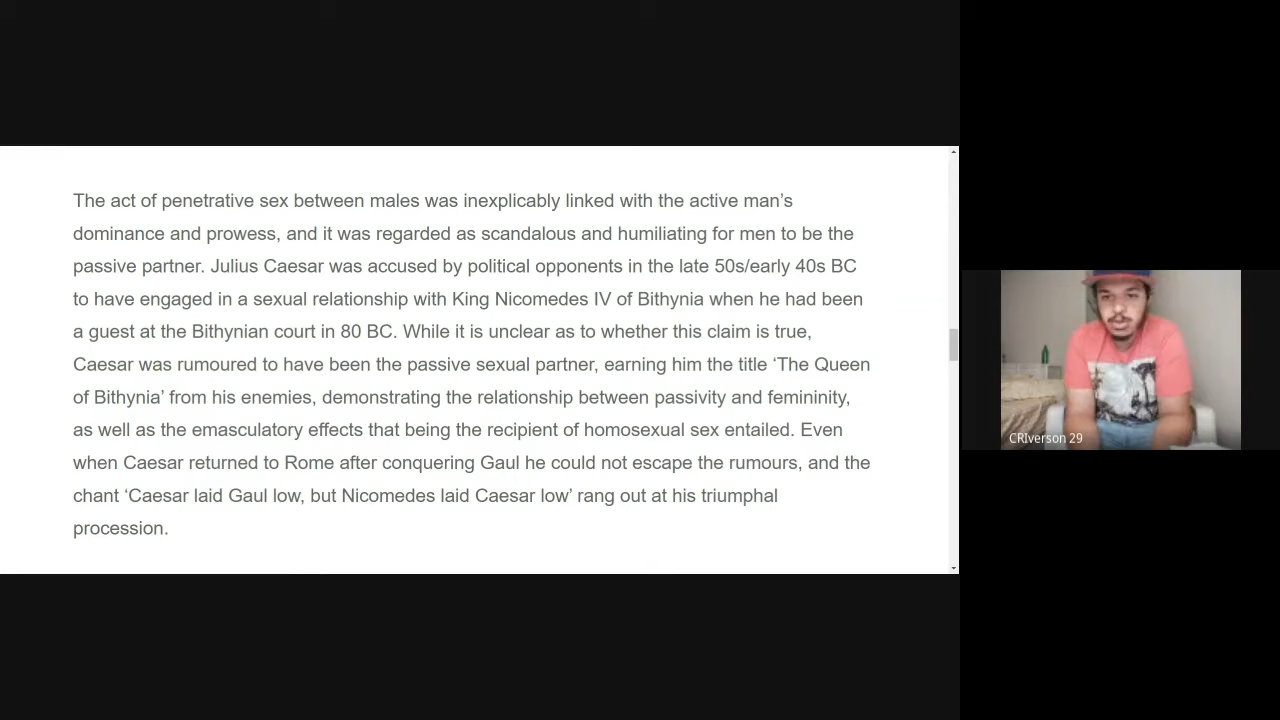 The act of penetrative sex between males was inexplicably linked with the active man’s
dominance and prowess, and it was regarded as scandalous and humiliating for men to be the
passive partner. Julius Caesar was accused by political opponents in the late 50s/early 40s BC
to have engaged in a sexual relationship with King Nicomedes IV of Bithynia when he had been
a guest at the Bithynian court in 80 BC. While it is unclear as to whether this claim is true,
Caesar was rumoured to have been the passive sexual partner, earning him the title ‘The Queen
of Bithynia’ from his enemies, demonstrating the relationship between passivity and femininity,
as well as the emasculatory effects that being the recipient of homosexual sex entailed. Even
when Caesar returned to Rome after conquering Gaul he could not escape the rumours, and the
chant ‘Caesar laid Gaul low, but Nicomedes laid Caesar low’ rang out at his triumphal
procession.
CRIverson 29